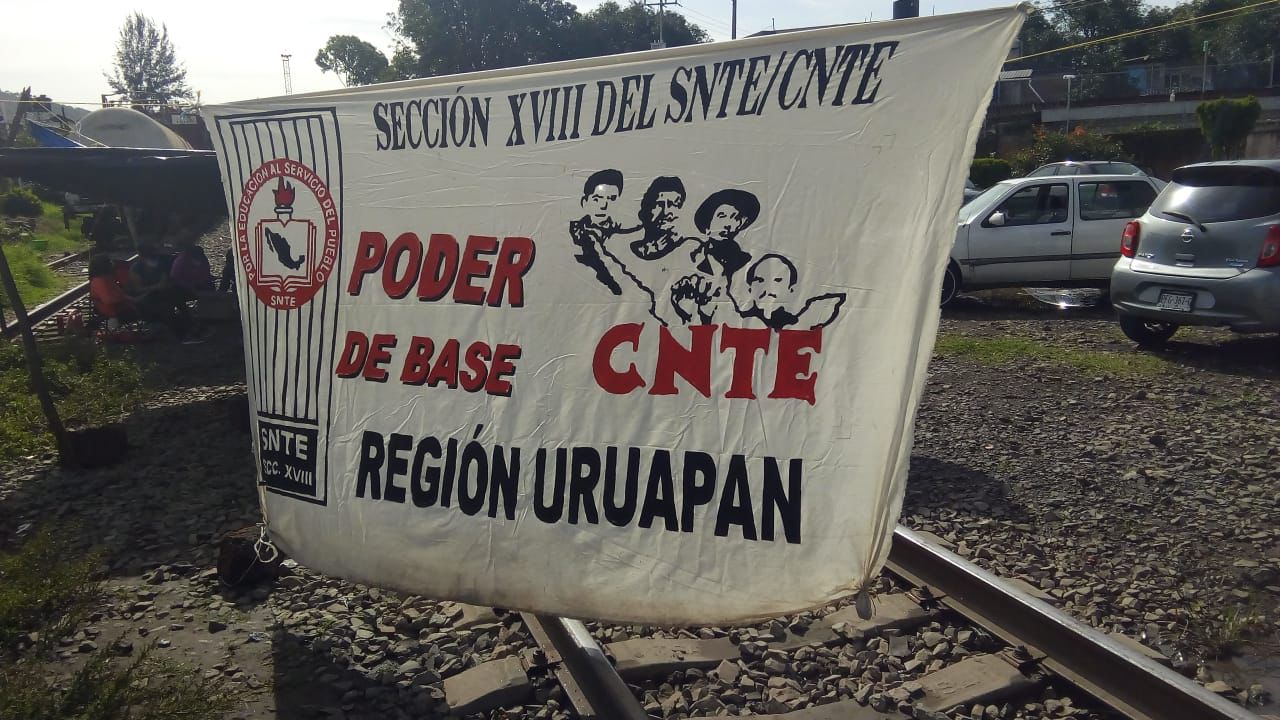 SECCIÓN XVIII DEL SNTE/CNTE
POR LA EDUCACION AL SERVICIO DEL PUEBLO
SNTE
PODER
DE BASE
CNTE
SNTE
SCC. XVIII
REGIÓN URUAPAN